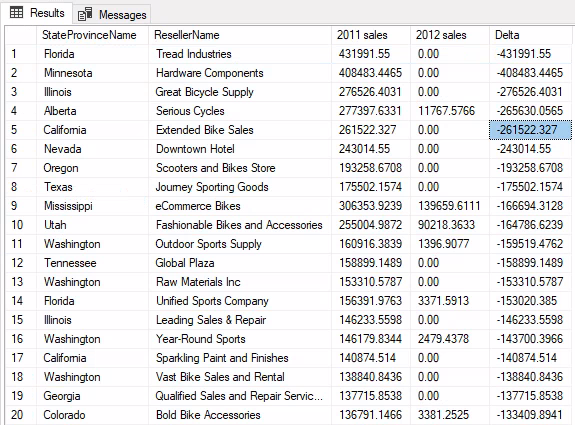 Results Messages
StateProvinceName ResellerName 2011 sales 2012 sales Delta
1 Florida Tread Industries 431991.55 0.00 -431991.55
2 Minnesota Hardware Components 408483.4465 0.00 -408483.4465
3 Illinois Great Bicycle Supply 276526.4031 0.00 -276526.4031
4 Alberta Serious Cycles 277397.6331 11767.5766 -265630.0565
5 California Extended Bike Sales 261522.327 0.00 -261522.327
6 Nevada Downtown Hotel 243014.55 0.00 -243014.55
7 Oregon Scooters and Bikes Store 193258.6708 0.00 -193258.6708
8 Texas Journey Sporting Goods 175502.1574 0.00 -175502.1574
9 Mississippi eCommerce Bikes 306353.9239 139659.6111 -166694.3128
10 Utah Fashionable Bikes and Accessories 255004.9872 90218.3633 -164786.6239
11 Washington Outdoor Sports Supply 160916.3839 1396.9077 -159519.4762
12 Tennessee Global Plaza 158899.1489 0.00 -158899.1489
13 Washington Raw Materials Inc 153310.5787 0.00 -153310.5787
14 Florida Unified Sports Company 156391.9763 3371.5913 -153020.385
15 Illinois Leading Sales & Repair 146233.5598 0.00 -146233.5598
16 Washington Year-Round Sports 146179.8344 2479.4378 -143700.3966
17 California Sparkling Paint and Finishes 140874.514 0.00 -140874.514
18 Washington Vast Bike Sales and Rental 138840.8436 0.00 -138840.8436
19 Georgia Qualified Sales and Repair Servic... 137715.8538 0.00 -137715.8538
20 Colorado Bold Bike Accessories 136791.1466 3381.2525 -133409.8941